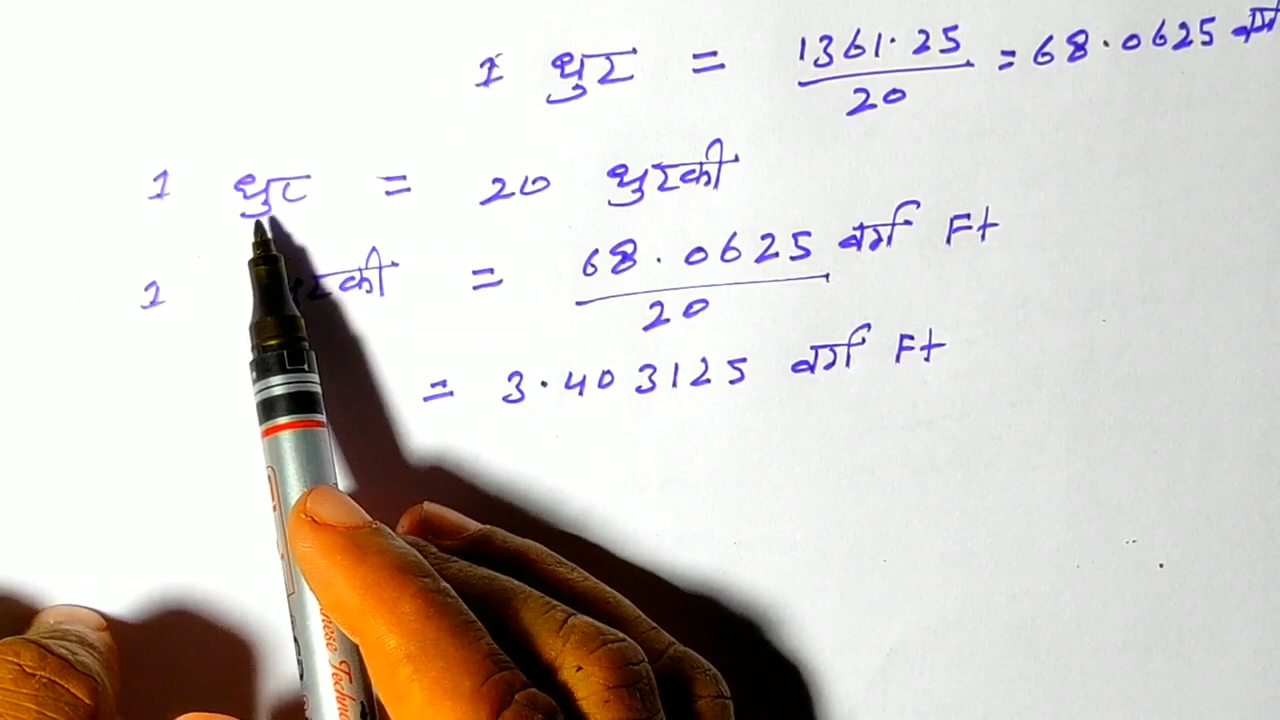 1 धुर = 1361.25 / 20 = 68.0625
1 धुर = 20 धुरकी
1 = 68.0625 / 20 वर्ग Ft
= 3.403125 वर्ग Ft